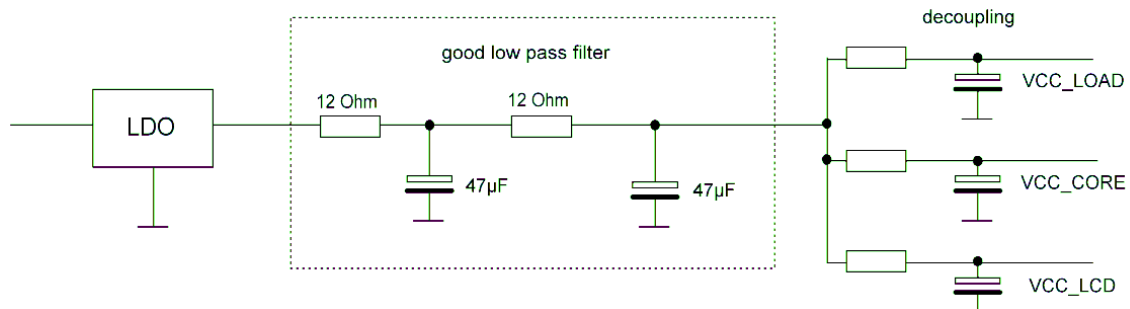 decoupling
good low pass filter
12 Ohm
12 Ohm
LDO
47µF
47µF
VCC_LOAD
VCC_CORE
VCC_LCD